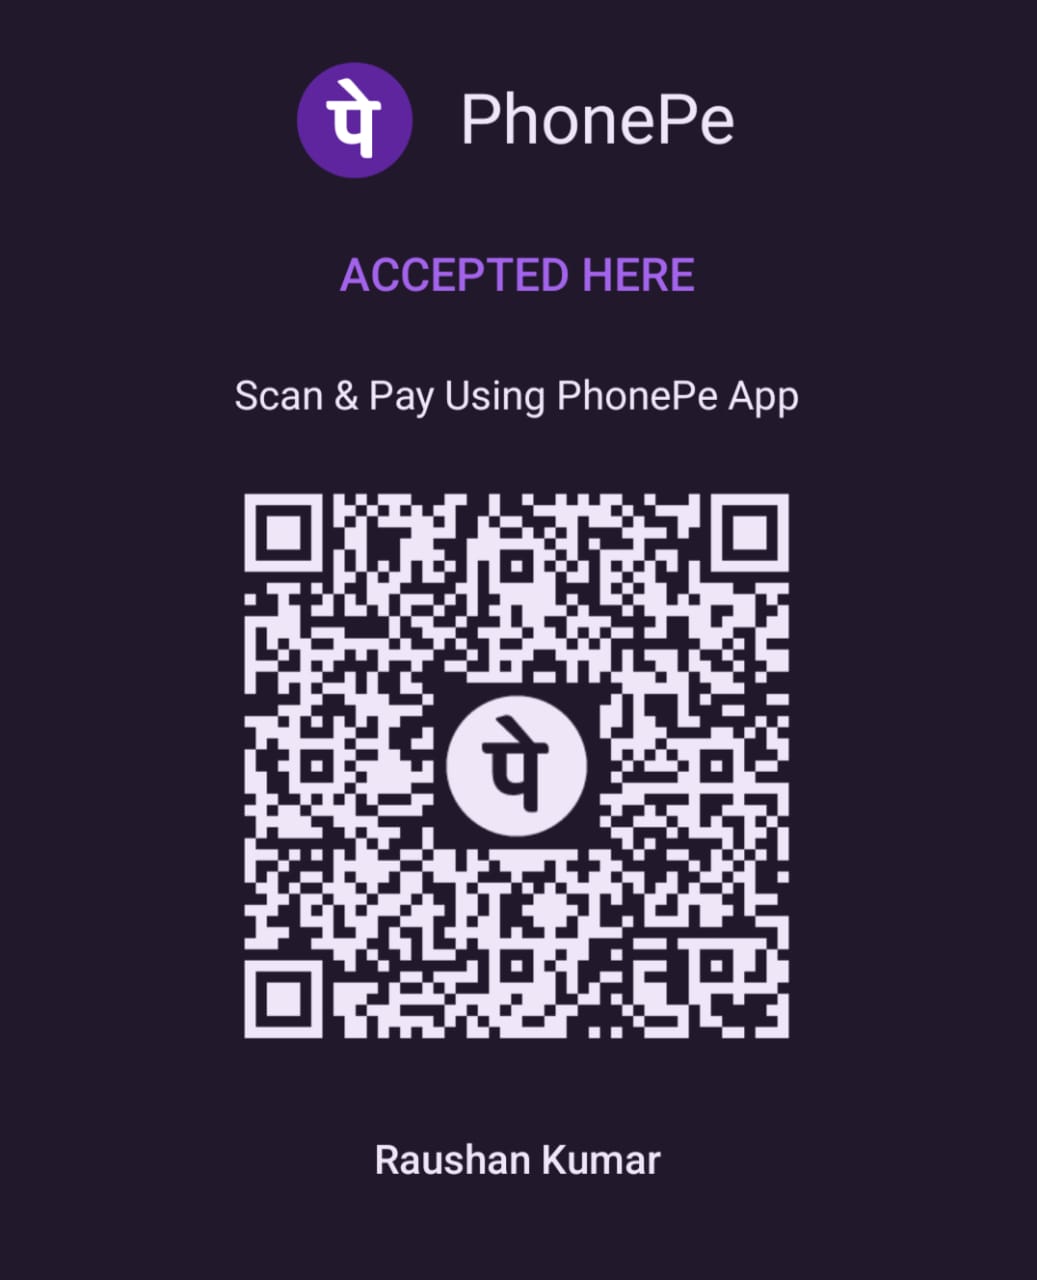 पे PhonePe
ACCEPTED HERE
Scan & Pay Using PhonePe App
पे
Raushan Kumar